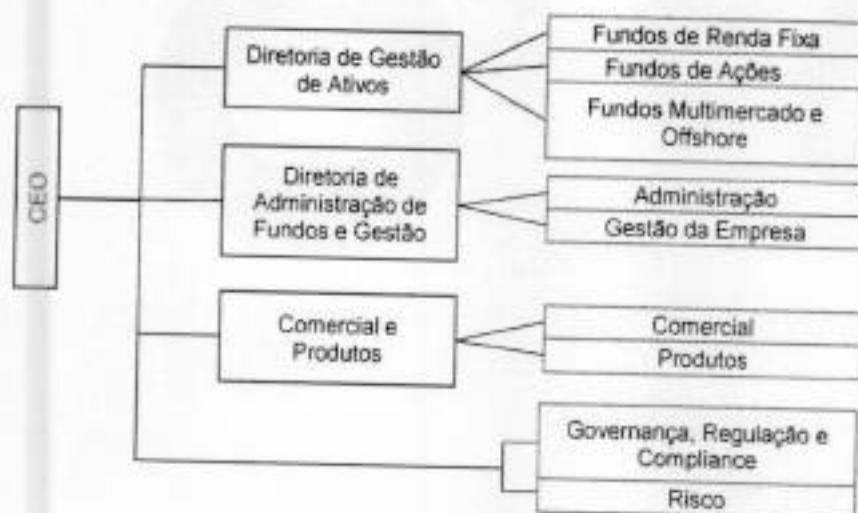 CEO
Diretoria de Gestão
de Ativos
Fundos de Renda Fixa
Fundos de Ações
Fundos Multimercado e
Offshore
Diretoria de
Administração de
Fundos e Gestão
Administração
Gestão da Empresa
Comercial e
Produtos
Comercial
Produtos
Governança, Regulação e
Compliance
Risco